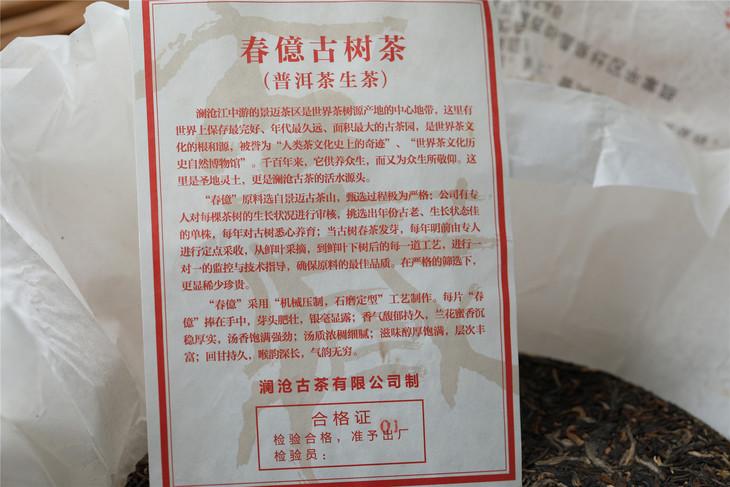 春億古树茶
（普洱茶生茶）
澜沧江中游的景迈茶区是世界茶树源产地的中心地带，这里有
世界上保存最完好、年代最久远、面积最大的古茶园，是世界茶文
化的根和源，被誉为“人类茶文化史上的奇迹”、“世界茶文化历
史自然博物馆”。千百年来，它供养众生，而又为众生所敬仰。这
里是圣地灵土，更是澜沧古茶的活水源头。
“春億”原料选自景迈古茶山，甄选过程极为严格：公司有专
人对每棵茶树的生长状况进行审核，挑选出年份古老、生长状态佳
的单株，每年对古树悉心养育；当古树春茶发芽，每年明前由专人
进行定点采收，从鲜叶采摘，到鲜叶下树后的每一道工艺，进行一
对一的监控与技术指导，确保原料的最佳品质。在严格的筛选下，
更显稀少珍贵。
“春億”采用“机械压制，石磨定型”工艺制作。每片“春
億”捧在手中，芽头肥壮，银毫显露；香气馥郁持久，兰花蜜香沉
稳厚实，汤香饱满强劲；汤质浓稠细腻；滋味醇厚饱满，层次丰
富；回甘持久，喉韵深长，气韵无穷。
澜沧古茶有限公司制
合格证
检验合格，准予出厂
检验员：
01